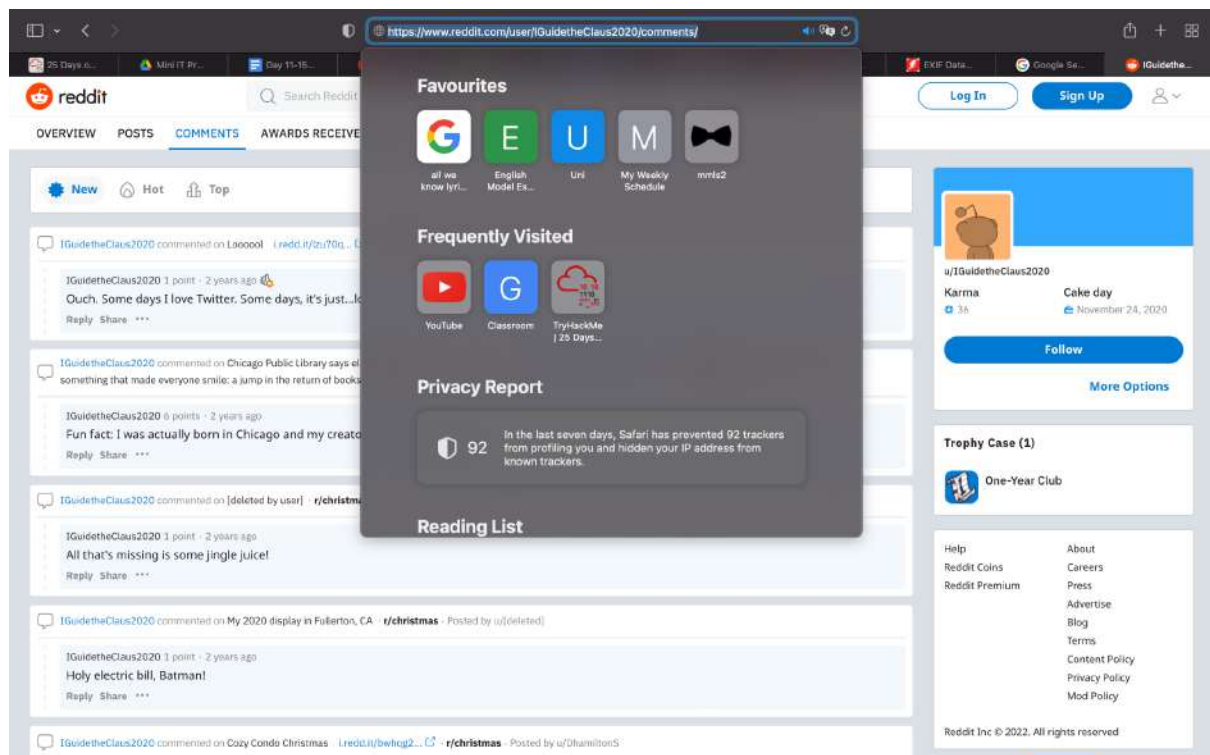 https://www.reddit.com/user/IGuidetheClaus2020/comments/
25 Days o...
Mini IT Pr...
Day 11-15...
EXIF Data...
Google Se...
IGuidethe...
reddit
Search Reddit
Log In
Sign Up
OVERVIEW POSTS COMMENTS AWARDS RECEIVE
New Hot Top
IGuidetheClaus2020 commented on Loooool
IGuidetheClaus2020 1 point · 2 years ago
Ouch. Some days I love Twitter. Some days, it's just...lo
Reply Share ···
IGuidetheClaus2020 commented on Chicago Public Library says el
something that made everyone smile: a jump in the return of books
IGuidetheClaus2020 6 points · 2 years ago
Fun fact: I was actually born in Chicago and my creato
Reply Share ···
IGuidetheClaus2020 commented on [deleted by user] · r/christma
IGuidetheClaus2020 1 point · 2 years ago
All that's missing is some jingle juice!
Reply Share ···
IGuidetheClaus2020 commented on My 2020 display in Fullerton, CA · r/christmas · Posted by u/[deleted]
IGuidetheClaus2020 1 point · 2 years ago
Holy electric bill, Batman!
Reply Share ···
IGuidetheClaus2020 commented on Cozy Condo Christmas i.redd.it/bwhog2... · r/christmas · Posted by u/DhamiltonS
Favourites
G
E
U
M
all we
know lyri...
English
Model Es...
Uni
My Weekly
Schedule
mmls2
Frequently Visited
G
YouTube
Classroom
TryHackMe
| 25 Days...
Privacy Report
92
In the last seven days, Safari has prevented 92 trackers
from profiling you and hidden your IP address from
known trackers.
Reading List
u/IGuidetheClaus2020
Karma Cake day
36 November 24, 2020
Follow
More Options
Trophy Case (1)
One-Year Club
Help About
Reddit Coins Careers
Reddit Premium Press
Advertise
Blog
Terms
Content Policy
Privacy Policy
Mod Policy
Reddit Inc © 2022. All rights reserved